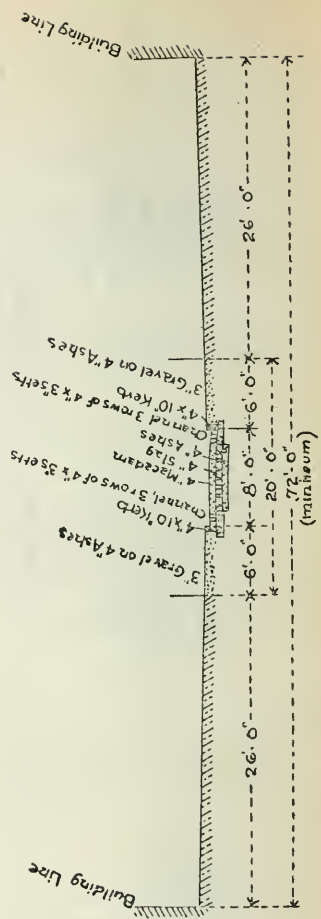 Building Line
3" Gravel on 4" Ashes
4" x 10" Kerb
Channel, 3 rows of 4" x 3" setts
4" Macadam
4" Slag
4" Ashes
Channel 3 rows of 4" x 3" setts
4" x 10" Kerb
3" Gravel on 4" Ashes
Building Line
26'.0" 6'.0" 8'.0" 6'.0" 26'.0"
20'.0"
72'.0"
(minimum)